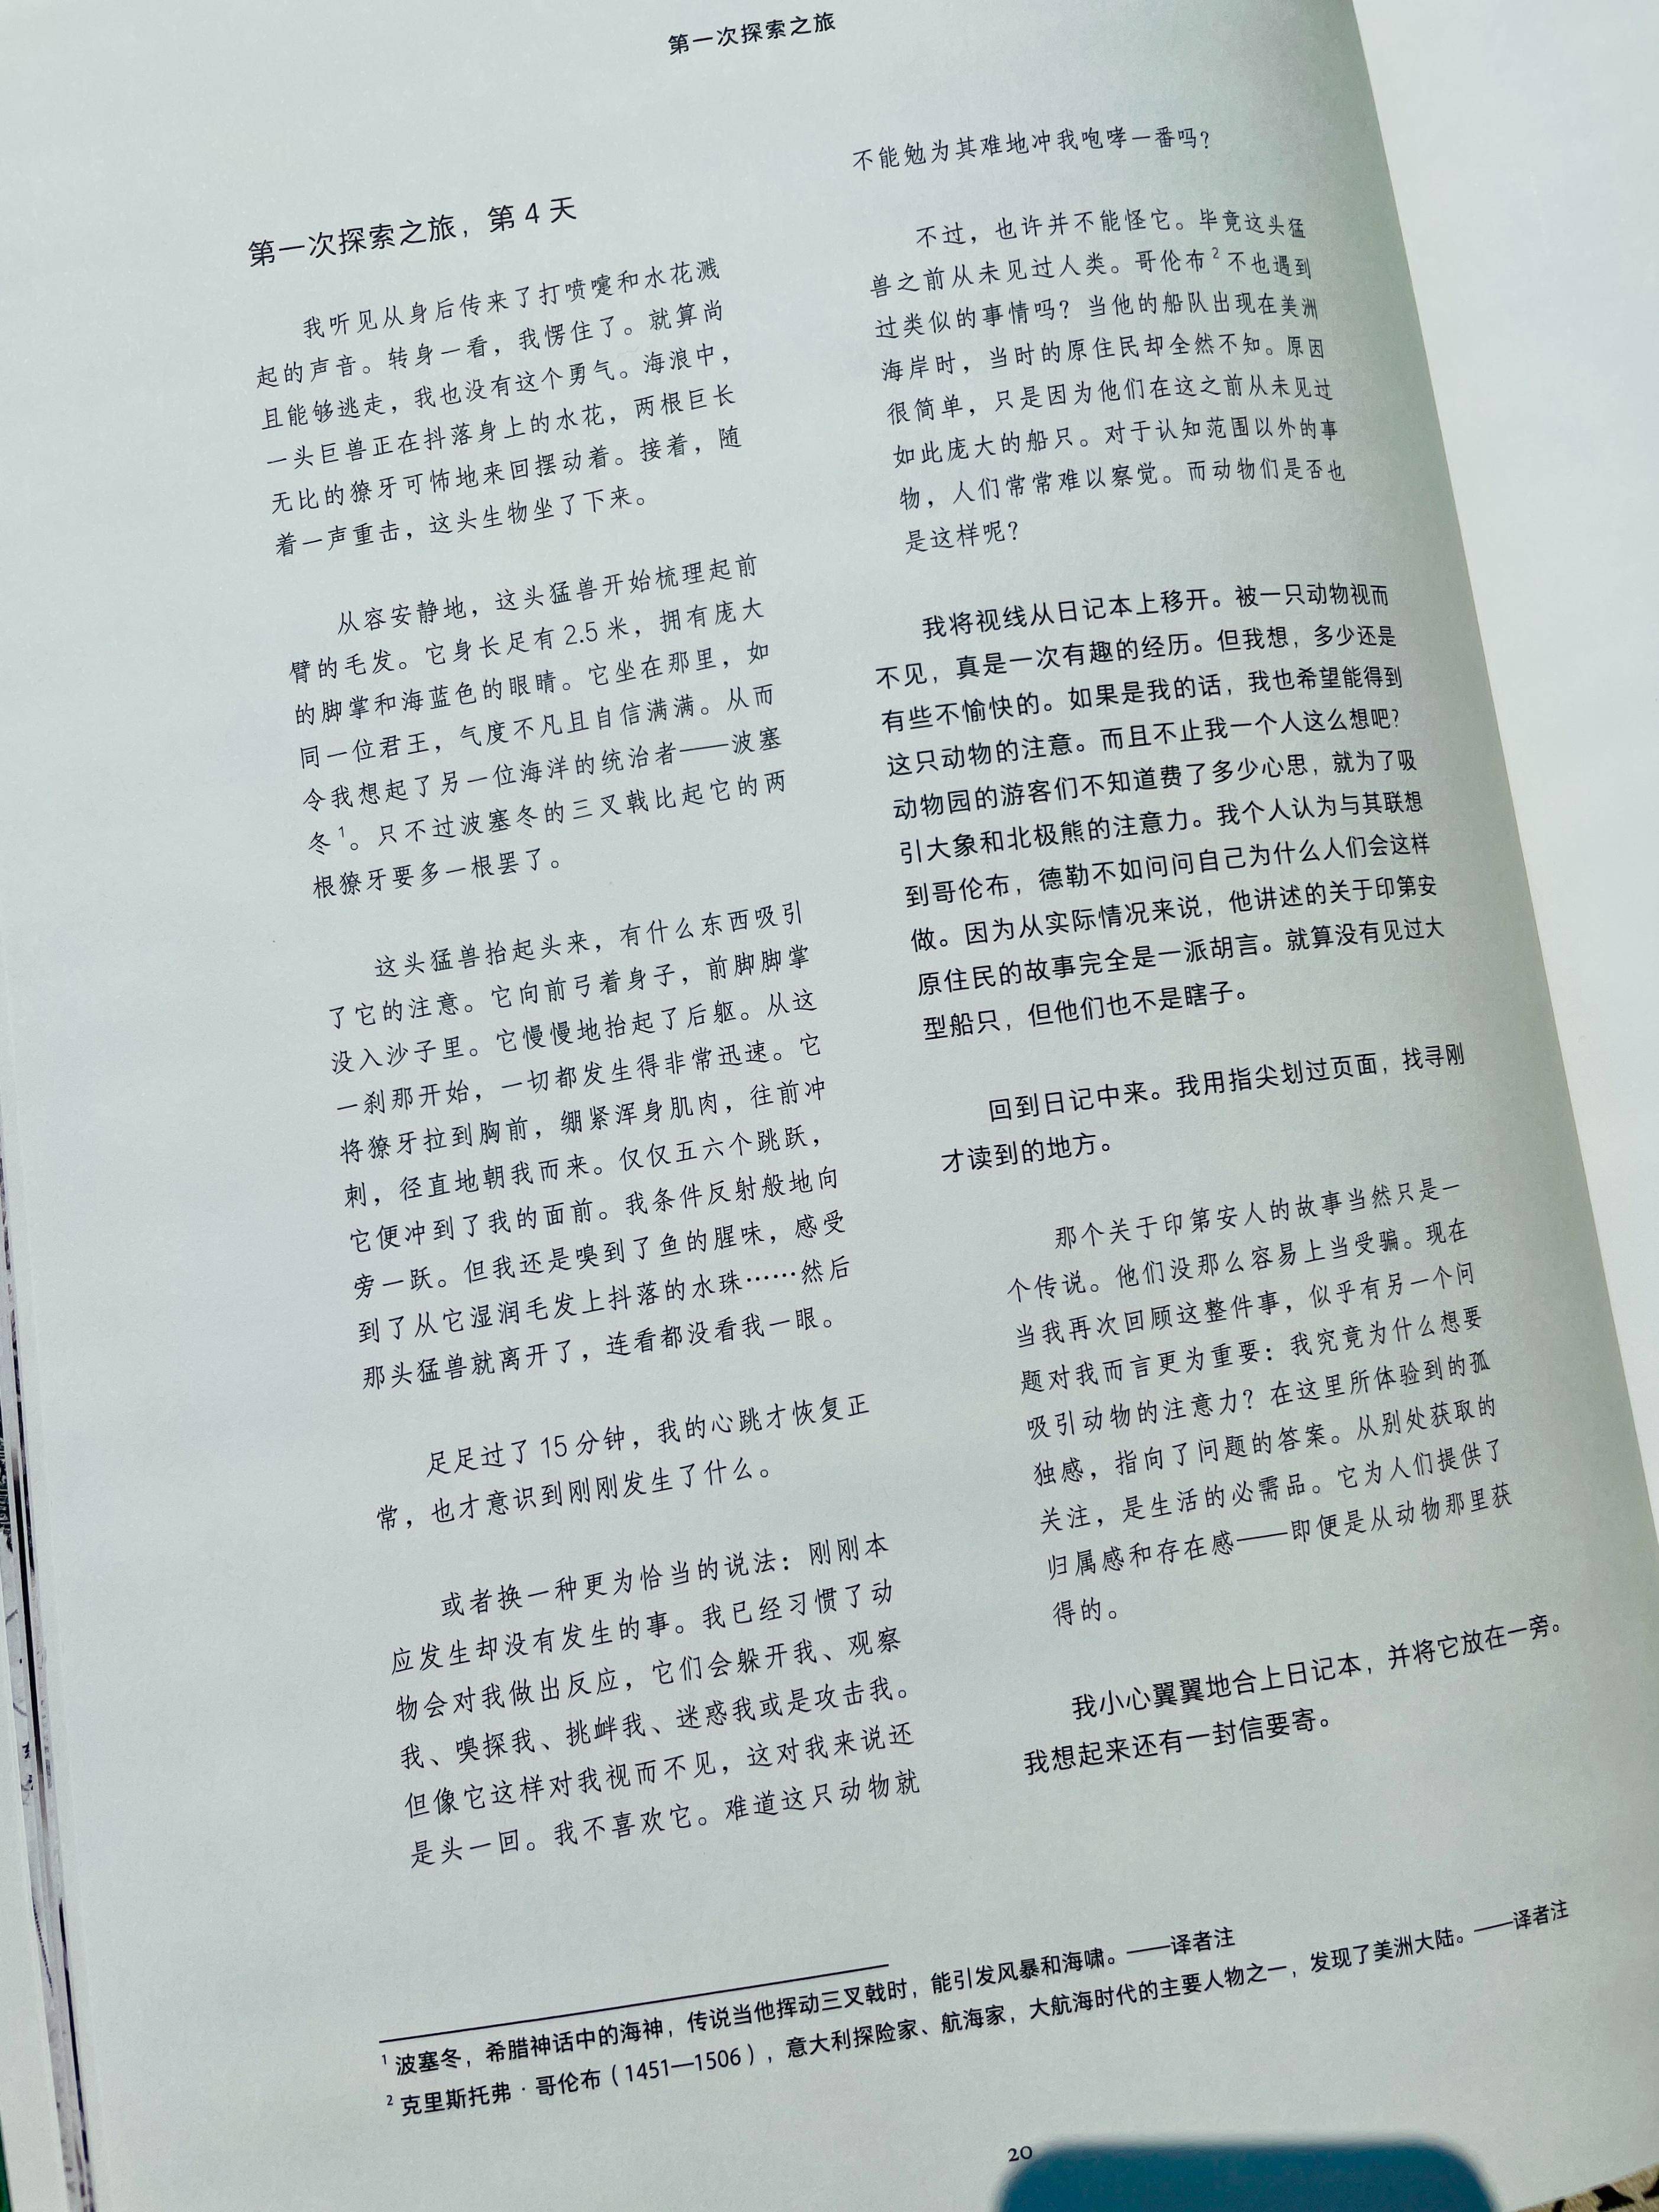 第一次探索之旅
第一次探索之旅，第 4 天
我听见从身后传来了打喷嚏和水花溅
起的声音。转身一看，我愣住了。就算尚
且能够逃走，我也没有这个勇气。海浪中，
一头巨兽正在抖落身上的水花，两根巨长
无比的獠牙可怖地来回摆动着。接着，随
着一声重击，这头生物坐了下来。
从容安静地，这头猛兽开始梳理起前
臂的毛发。它身长足有 2.5 米，拥有庞大
的脚掌和海蓝色的眼睛。它坐在那里，如
同一位君王，气度不凡且自信满满。从而
令我想起了另一位海洋的统治者——波塞
冬¹。只不过波塞冬的三叉戟比起它的两
根獠牙要多一根罢了。
这头猛兽抬起头来，有什么东西吸引
了它的注意。它向前弓着身子，前脚脚掌
没入沙子里。它慢慢地抬起了后躯。从这
一刹那开始，一切都发生得非常迅速。它
将獠牙拉到胸前，绷紧浑身肌肉，往前冲
刺，径直地朝我而来。仅仅五六个跳跃，
它便冲到了我的面前。我条件反射般地向
旁一跃。但我还是嗅到了鱼的腥味，感受
到了从它湿润毛发上抖落的水珠……然后
那头猛兽就离开了，连看都没看我一眼。
足足过了 15 分钟，我的心跳才恢复正
常，也才意识到刚刚发生了什么。
或者换一种更为恰当的说法：刚刚本
应发生却没有发生的事。我已经习惯了动
物会对我做出反应，它们会躲开我、观察
我、嗅探我、挑衅我、迷惑我或是攻击我。
但像它这样对我视而不见，这对我来说还
是头一回。我不喜欢它。难道这只动物就
不能勉为其难地冲我咆哮一番吗？
不过，也许并不能怪它。毕竟这头猛
兽之前从未见过人类。哥伦布²不也遇到
过类似的事情吗？当他的船队出现在美洲
海岸时，当时的原住民却全然不知。原因
很简单，只是因为他们在这之前从未见过
如此庞大的船只。对于认知范围以外的事
物，人们常常难以察觉。而动物们是否也
是这样呢？
我将视线从日记本上移开。被一只动物视而
不见，真是一次有趣的经历。但我想，多少还是
有些不愉快的。如果是我的话，我也希望能得到
这只动物的注意。而且不止我一个人这么想吧？
动物园的游客们不知道费了多少心思，就为了吸
引大象和北极熊的注意力。我个人认为与其联想
到哥伦布，德勒不如问问自己为什么人们会这样
做。因为从实际情况来说，他讲述的关于印第安
原住民的故事完全是一派胡言。就算没有见过大
型船只，但他们也不是瞎子。
回到日记中来。我用指尖划过页面，找寻刚
才读到的地方。
那个关于印第安人的故事当然只是一
个传说。他们没那么容易上当受骗。现在
当我再次回顾这整件事，似乎有另一个问
题对我而言更为重要：我究竟为什么想要
吸引动物的注意力？在这里所体验到的孤
独感，指向了问题的答案。从别处获取的
关注，是生活的必需品。它为人们提供了
归属感和存在感——即便是从动物那里获
得的。
我小心翼翼地合上日记本，并将它放在一旁。
我想起来还有一封信要寄。
¹ 波塞冬，希腊神话中的海神，传说当他挥动三叉戟时，能引发风暴和海啸。——译者注
² 克里斯托弗·哥伦布（1451—1506），意大利探险家、航海家，大航海时代的主要人物之一，发现了美洲大陆。——译者注
20